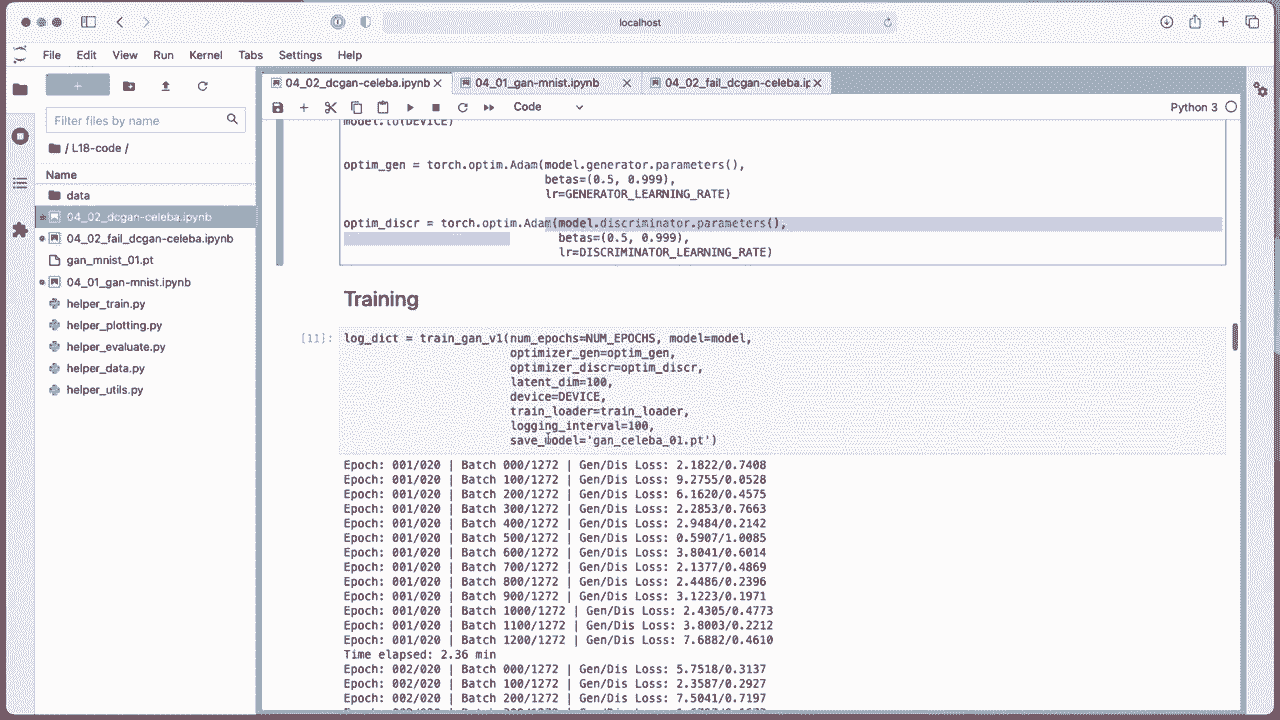 localhost
File Edit View Run Kernel Tabs Settings Help
04_02_dcgan-celeba.ipynb
04_01_gan-mnist.ipynb
04_02_fail_dcgan-celeba.ip
Code
Python 3
Filter files by name
/ L18-code /
Name
data
04_02_dcgan-celeba.ipynb
04_02_fail_dcgan-celeba.ipynb
gan_mnist_01.pt
04_01_gan-mnist.ipynb
helper_train.py
helper_plotting.py
helper_evaluate.py
helper_data.py
helper_utils.py
model.to(DEVICE)
optim_gen = torch.optim.Adam(model.generator.parameters(),
betas=(0.5, 0.999),
lr=GENERATOR_LEARNING_RATE)
optim_discr = torch.optim.Adam(model.discriminator.parameters(),
betas=(0.5, 0.999),
lr=DISCRIMINATOR_LEARNING_RATE)
Training
[11]: log_dict = train_gan_v1(num_epochs=NUM_EPOCHS, model=model,
optimizer_gen=optim_gen,
optimizer_discr=optim_discr,
latent_dim=100,
device=DEVICE,
train_loader=train_loader,
logging_interval=100,
save_model='gan_celeba_01.pt')
Epoch: 001/020 | Batch 000/1272 | Gen/Dis Loss: 2.1822/0.7408
Epoch: 001/020 | Batch 100/1272 | Gen/Dis Loss: 9.2755/0.0528
Epoch: 001/020 | Batch 200/1272 | Gen/Dis Loss: 6.1620/0.4575
Epoch: 001/020 | Batch 300/1272 | Gen/Dis Loss: 2.2853/0.7663
Epoch: 001/020 | Batch 400/1272 | Gen/Dis Loss: 2.9484/0.2142
Epoch: 001/020 | Batch 500/1272 | Gen/Dis Loss: 0.5907/1.0085
Epoch: 001/020 | Batch 600/1272 | Gen/Dis Loss: 3.8041/0.6014
Epoch: 001/020 | Batch 700/1272 | Gen/Dis Loss: 2.1377/0.4869
Epoch: 001/020 | Batch 800/1272 | Gen/Dis Loss: 2.4486/0.2396
Epoch: 001/020 | Batch 900/1272 | Gen/Dis Loss: 3.1223/0.1971
Epoch: 001/020 | Batch 1000/1272 | Gen/Dis Loss: 2.4305/0.4773
Epoch: 001/020 | Batch 1100/1272 | Gen/Dis Loss: 3.8003/0.2212
Epoch: 001/020 | Batch 1200/1272 | Gen/Dis Loss: 7.6882/0.4610
Time elapsed: 2.36 min
Epoch: 002/020 | Batch 000/1272 | Gen/Dis Loss: 5.7518/0.3137
Epoch: 002/020 | Batch 100/1272 | Gen/Dis Loss: 2.3587/0.2927
Epoch: 002/020 | Batch 200/1272 | Gen/Dis Loss: 7.5041/0.7197